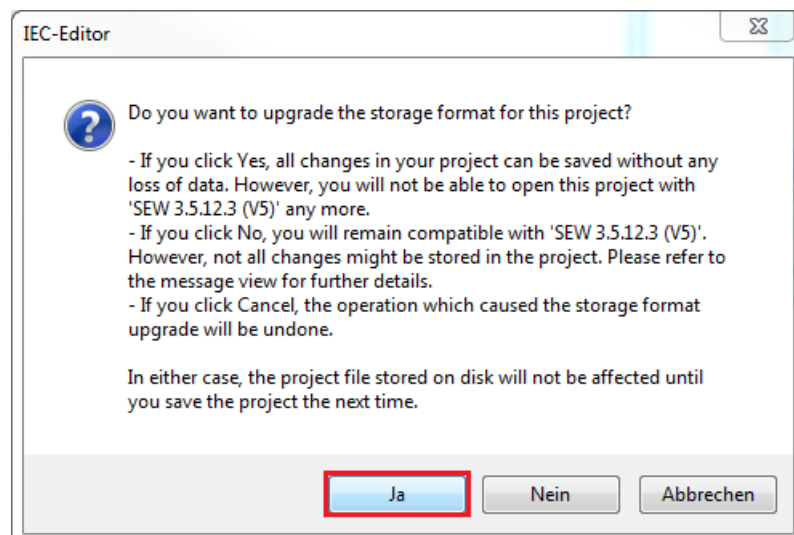 IEC-Editor
Do you want to upgrade the storage format for this project?
- If you click Yes, all changes in your project can be saved without any
loss of data. However, you will not be able to open this project with
'SEW 3.5.12.3 (V5)' any more.
- If you click No, you will remain compatible with 'SEW 3.5.12.3 (V5)'.
However, not all changes might be stored in the project. Please refer to
the message view for further details.
- If you click Cancel, the operation which caused the storage format
upgrade will be undone.
In either case, the project file stored on disk will not be affected until
you save the project the next time.
Ja Nein Abbrechen